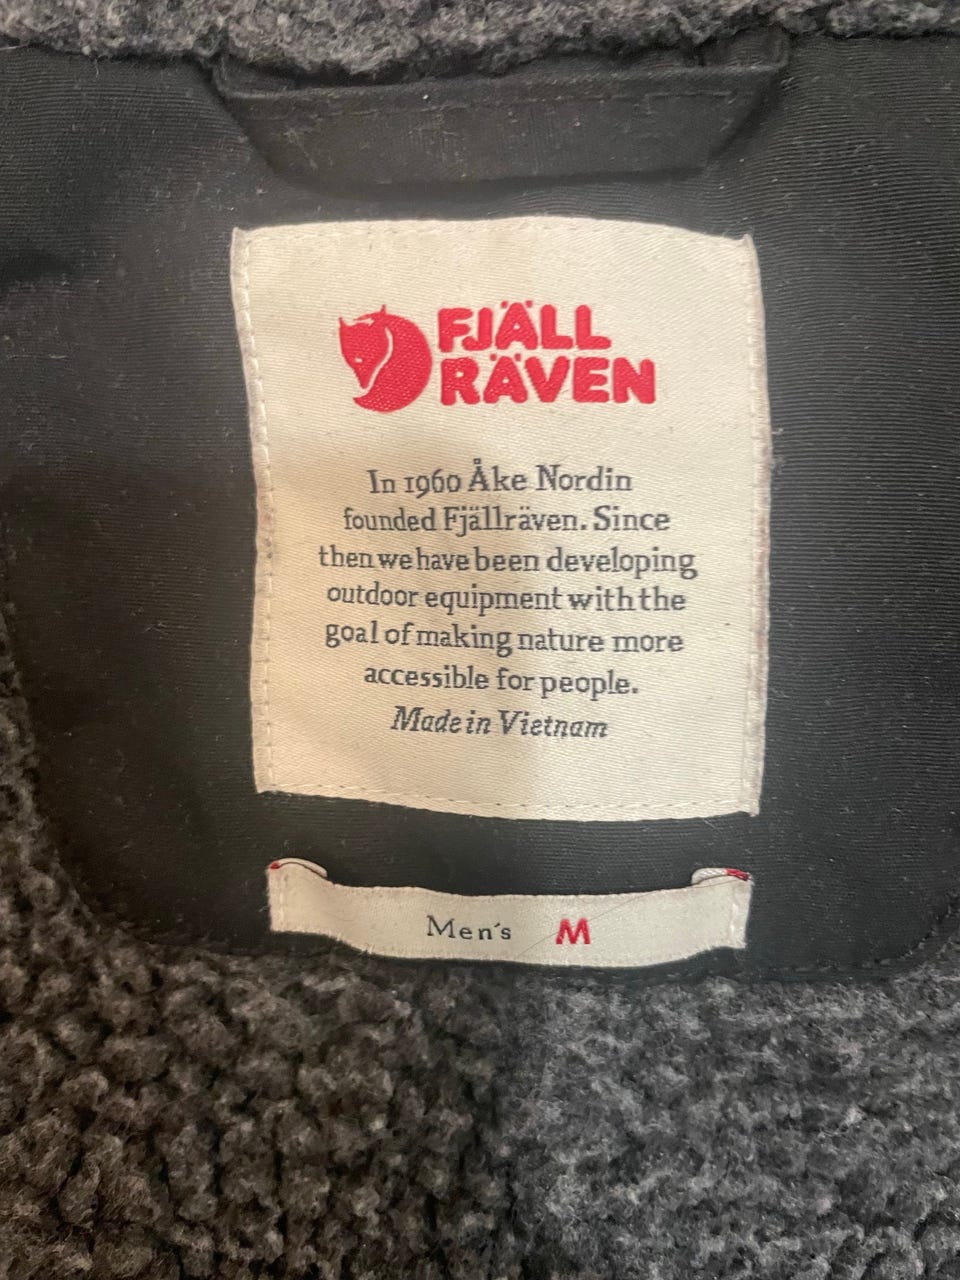 FJÄLL
RÄVEN
In 1960 Åke Nordin
founded Fjällräven. Since
then we have been developing
outdoor equipment with the
goal of making nature more
accessible for people.
Made in Vietnam
Men's M